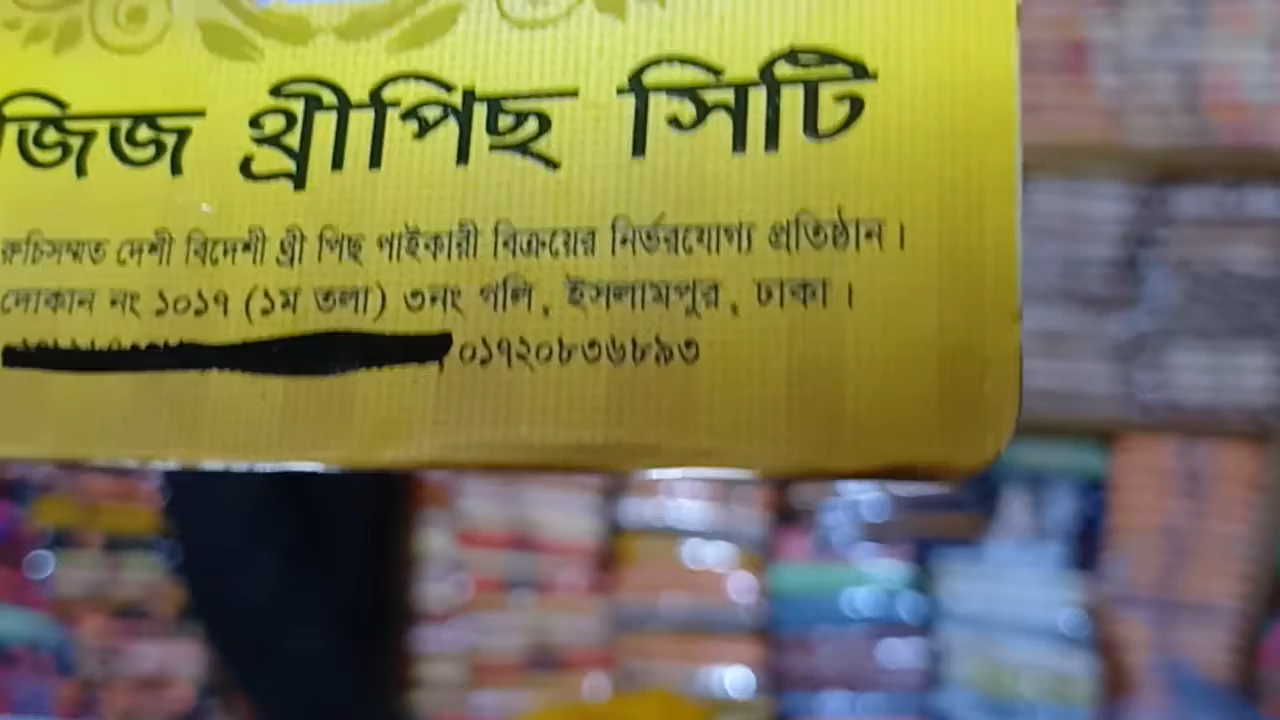 জিজ থ্রীপিছ সিটি
রুচিসম্মত দেশী বিদেশী থ্রী পিছ পাইকারী বিক্রয়ের নির্ভরযোগ্য প্রতিষ্ঠান।
দোকান নং ১০১৭ (১ম তলা) ৩নং গলি, ইসলামপুর, ঢাকা।
০১৭২০৮৩৬৮৯৩